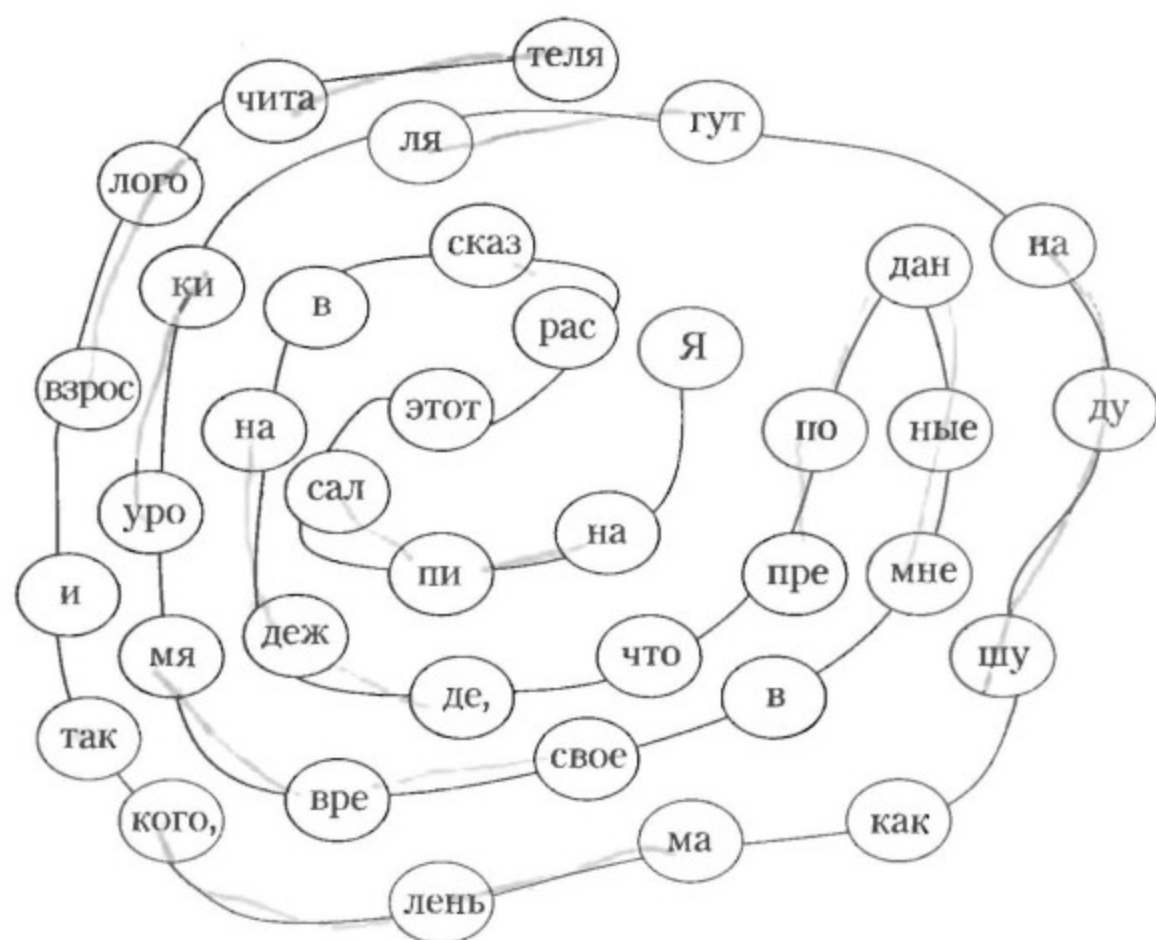 Я
на
пи
сал
этот
рас
сказ
в
на
деж
де,
что
пре
по
дан
ные
мне
в
свое
вре
мя
уро
ки
ля
гут
на
ду
шу
как
ма
лень
кого,
так
и
взрос
лого
чита
теля